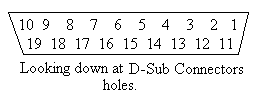 10 9 8 7 6 5 4 3 2 1
19 18 17 16 15 14 13 12 11
Looking down at D-Sub Connectors
holes.